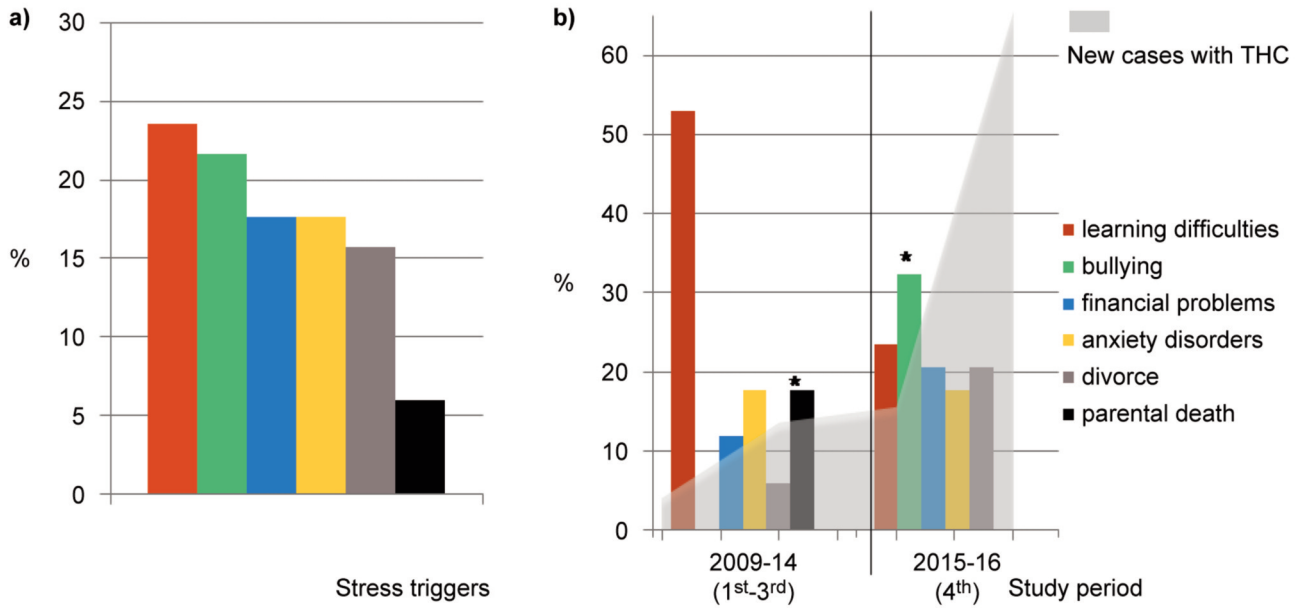 a)
30
25
20
15
10
5
0
%
Stress triggers
b)
60
50
40
30
20
10
0
%
*
*
New cases with THC
learning difficulties
bullying
financial problems
anxiety disorders
divorce
parental death
2009-14
(1st-3rd)
2015-16
(4th)
Study period